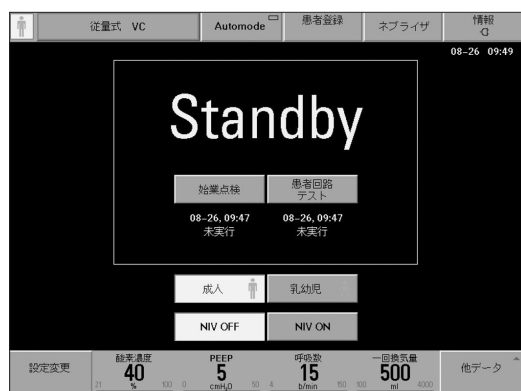 従量式 VC
Automode
患者登録
ネブライザ
情報
08-26 09:49
Standby
始業点検
患者回路
テスト
08-26, 09:47
未実行
08-26, 09:47
未実行
成人
乳幼児
NIV OFF
NIV ON
設定変更
酸素濃度
40
21 % 100
PEEP
5
0 cmH₂O 50
呼吸数
15
4 b/min 150
一回換気量
500
100 ml 4000
他データ